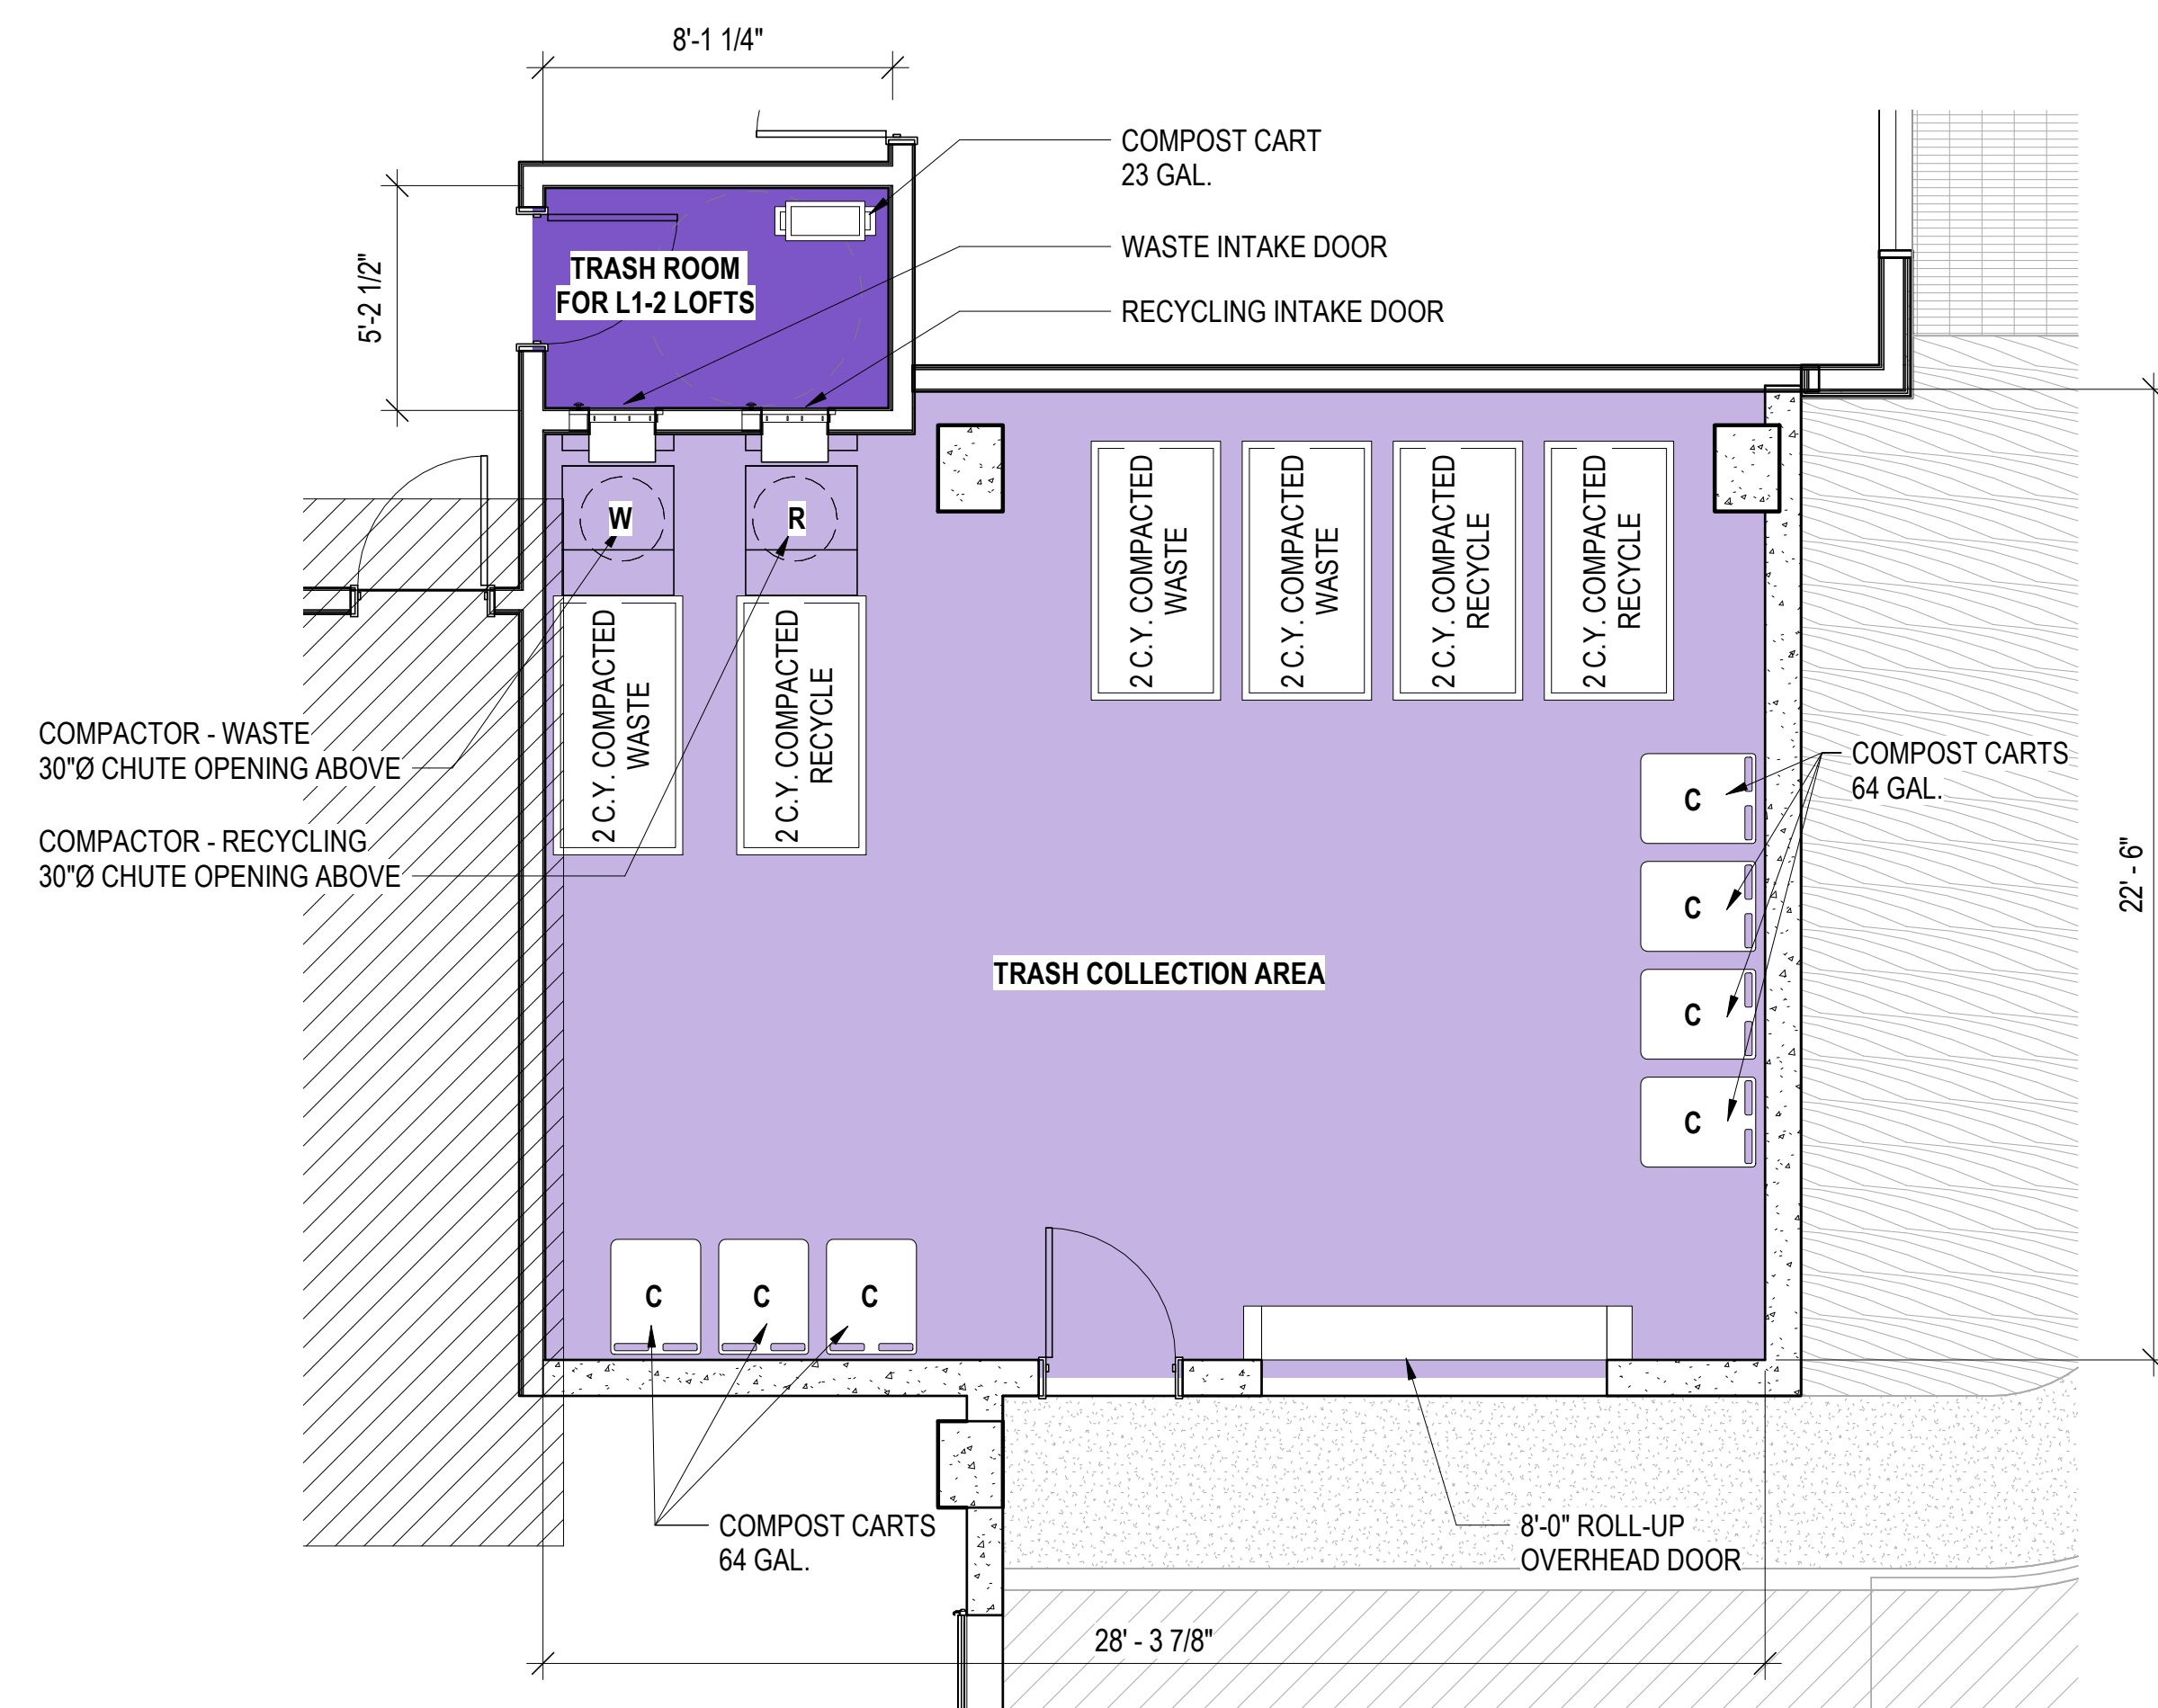 8'-1 1/4"
COMPOST CART
23 GAL.
WASTE INTAKE DOOR
RECYCLING INTAKE DOOR
5'-2 1/2"
TRASH ROOM
FOR L1-2 LOFTS
W
R
2 C.Y. COMPACTED
WASTE
2 C.Y. COMPACTED
WASTE
2 C.Y. COMPACTED
RECYCLE
2 C.Y. COMPACTED
RECYCLE
2 C.Y. COMPACTED
WASTE
2 C.Y. COMPACTED
RECYCLE
COMPACTOR - WASTE
30"Ø CHUTE OPENING ABOVE
COMPACTOR - RECYCLING
30"Ø CHUTE OPENING ABOVE
COMPOST CARTS
64 GAL.
C
C
C
C
22' - 6"
TRASH COLLECTION AREA
C
C
C
COMPOST CARTS
64 GAL.
8'-0" ROLL-UP
OVERHEAD DOOR
28' - 3 7/8"